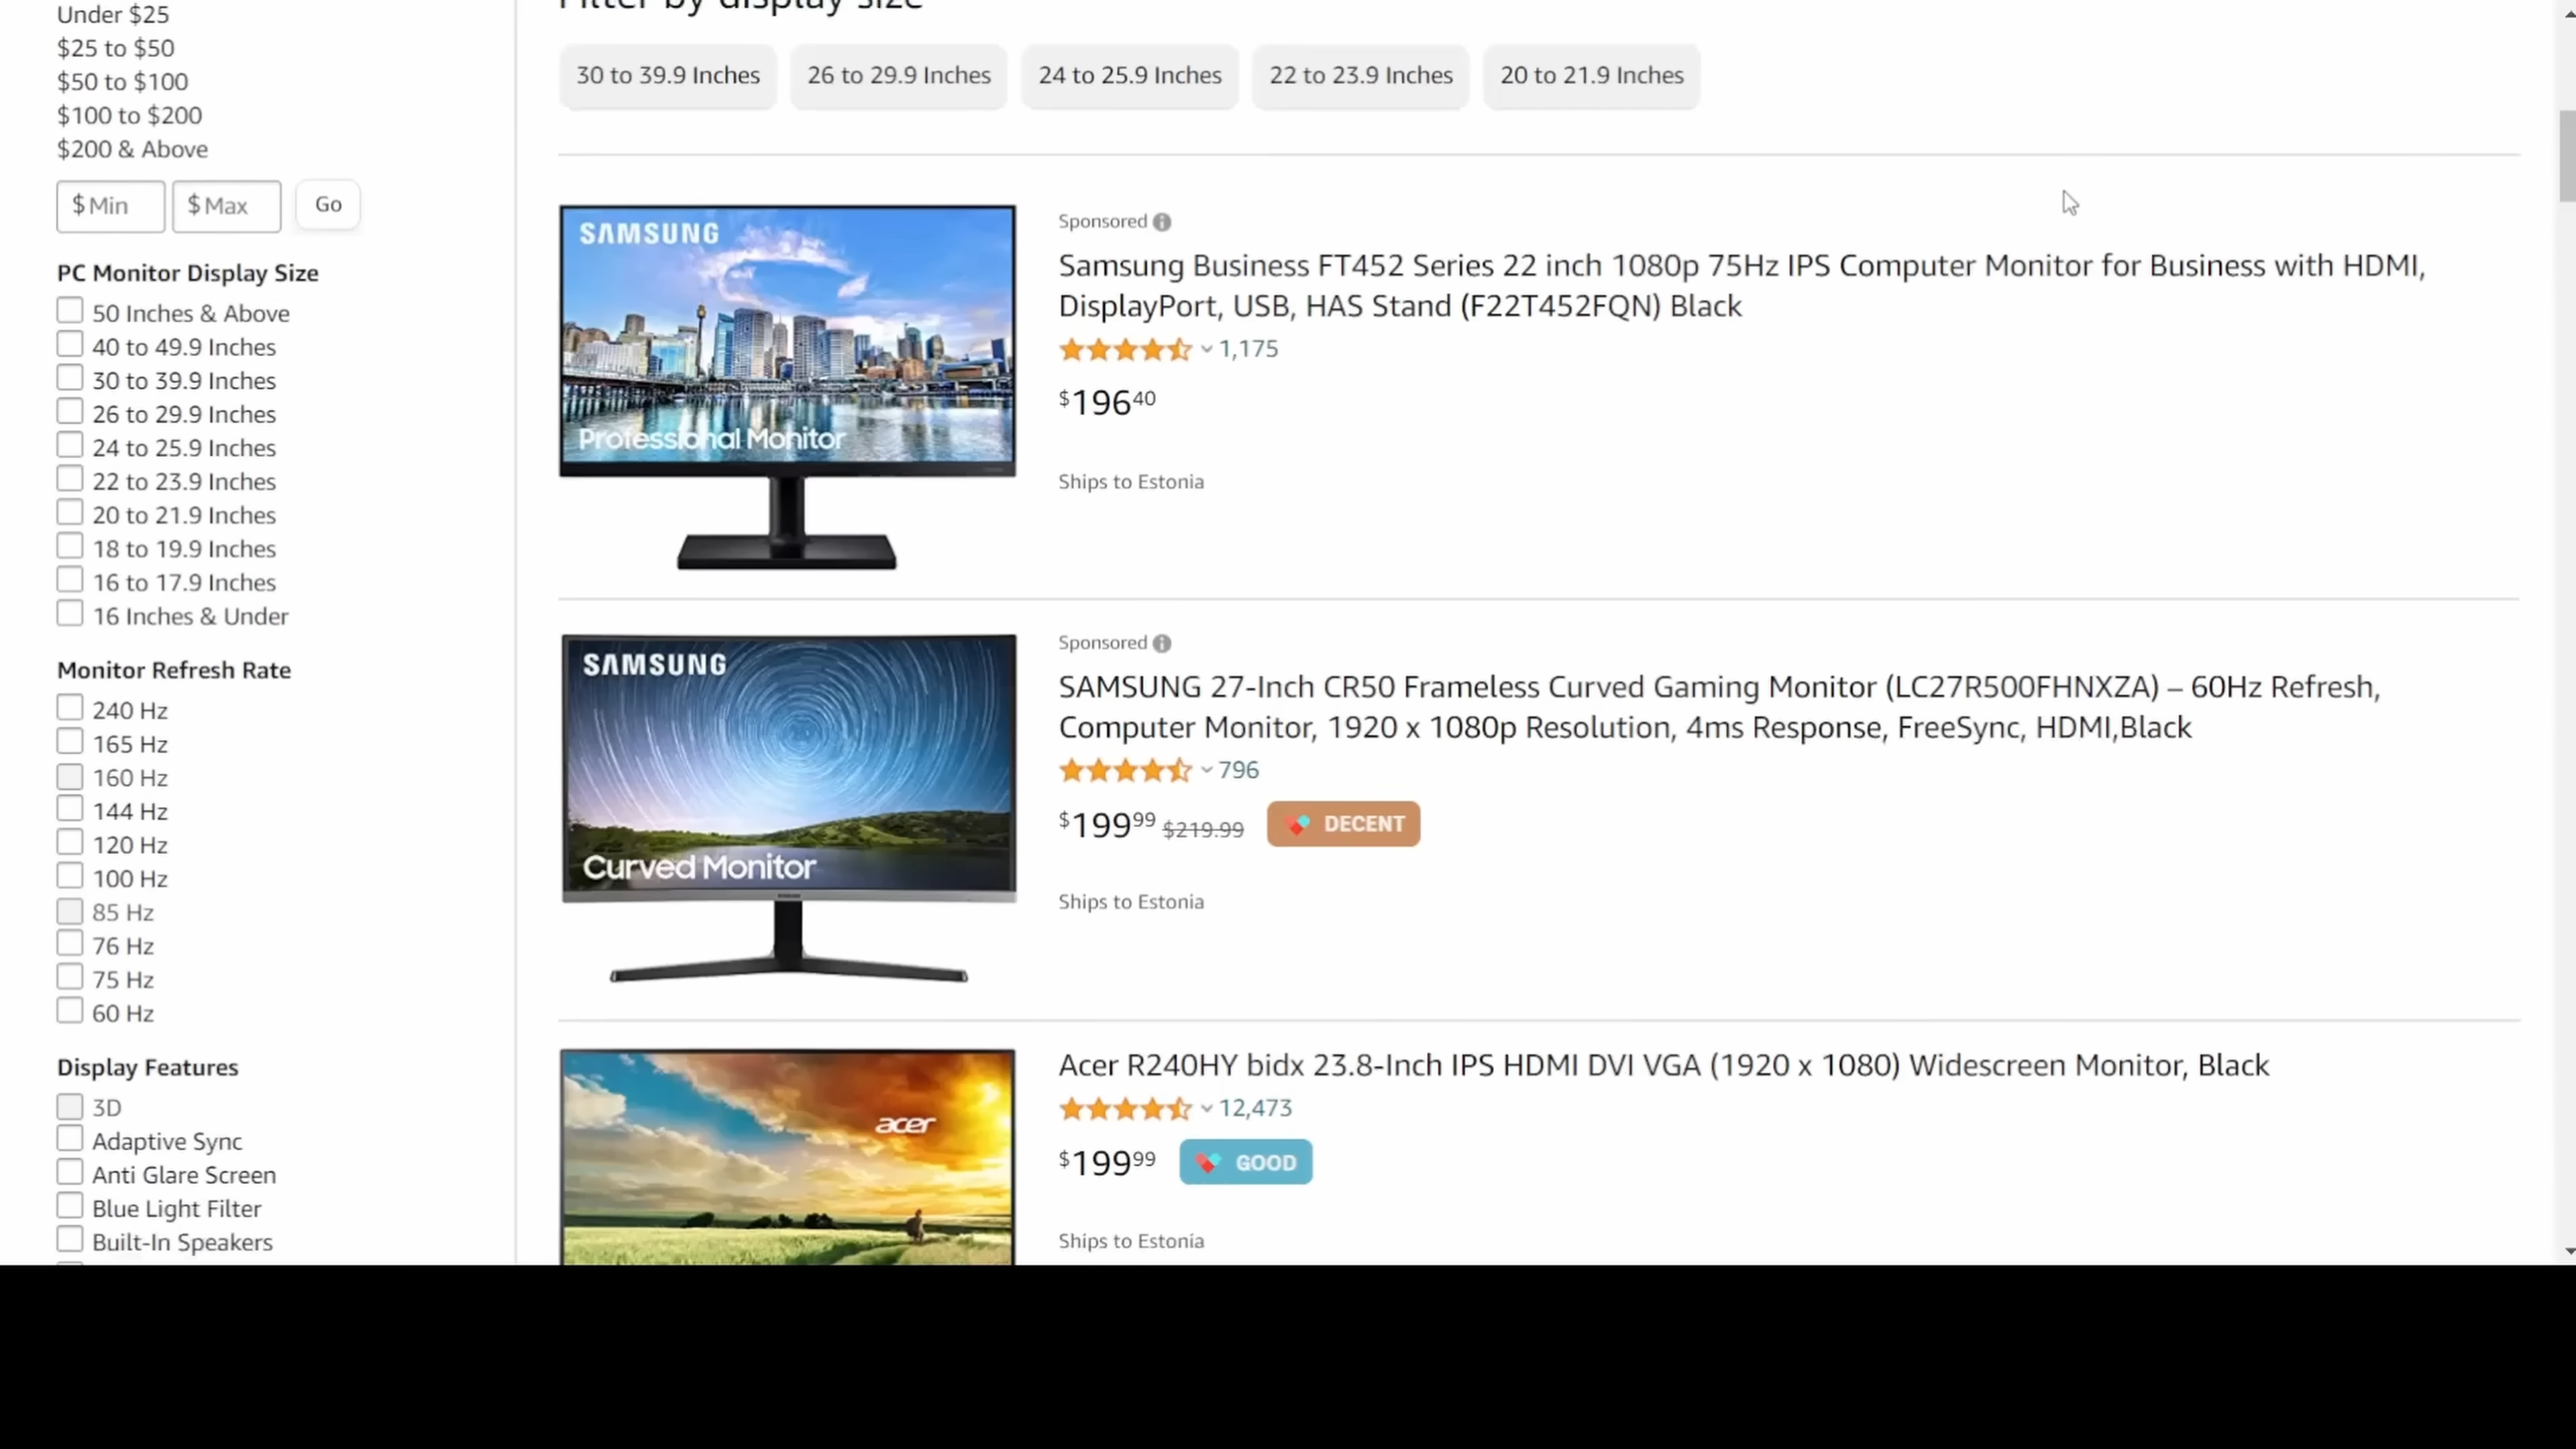 Filter by display size
Under $25
$25 to $50
$50 to $100
$100 to $200
$200 & Above
$ Min $ Max Go
PC Monitor Display Size
50 Inches & Above
40 to 49.9 Inches
30 to 39.9 Inches
26 to 29.9 Inches
24 to 25.9 Inches
22 to 23.9 Inches
20 to 21.9 Inches
18 to 19.9 Inches
16 to 17.9 Inches
16 Inches & Under
Monitor Refresh Rate
240 Hz
165 Hz
160 Hz
144 Hz
120 Hz
100 Hz
85 Hz
76 Hz
75 Hz
60 Hz
Display Features
3D
Adaptive Sync
Anti Glare Screen
Blue Light Filter
Built-In Speakers
30 to 39.9 Inches 26 to 29.9 Inches 24 to 25.9 Inches 22 to 23.9 Inches 20 to 21.9 Inches
SAMSUNG
Professional Monitor
Sponsored
Samsung Business FT452 Series 22 inch 1080p 75Hz IPS Computer Monitor for Business with HDMI,
DisplayPort, USB, HAS Stand (F22T452FQN) Black
1,175
$19640
Ships to Estonia
SAMSUNG
Curved Monitor
Sponsored
SAMSUNG 27-Inch CR50 Frameless Curved Gaming Monitor (LC27R500FHNXZA) – 60Hz Refresh,
Computer Monitor, 1920 x 1080p Resolution, 4ms Response, FreeSync, HDMI,Black
796
$19999 $219.99 DECENT
Ships to Estonia
acer
Acer R240HY bidx 23.8-Inch IPS HDMI DVI VGA (1920 x 1080) Widescreen Monitor, Black
12,473
$19999 GOOD
Ships to Estonia